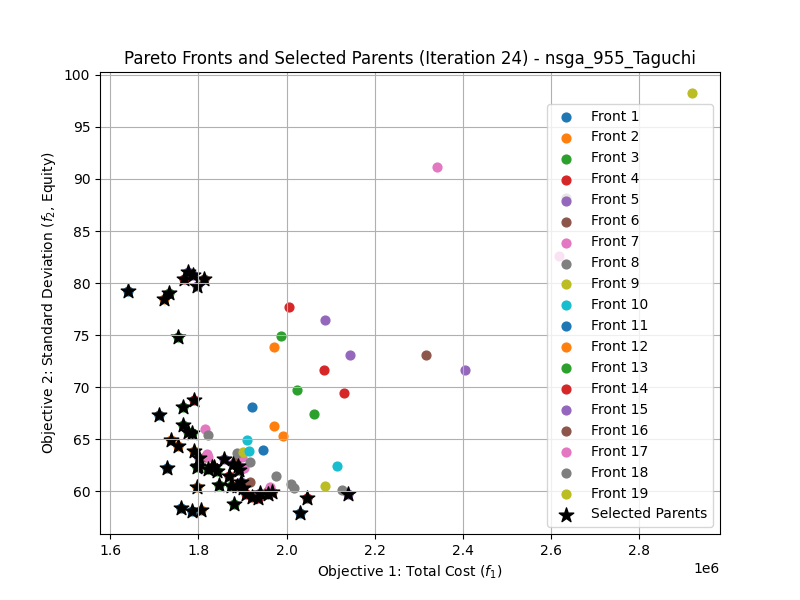 Pareto Fronts and Selected Parents (Iteration 24) - nsga_955_Taguchi
100
95
90
85
80
75
70
65
60
Objective 2: Standard Deviation (f₂, Equity)
Front 1
Front 2
Front 3
Front 4
Front 5
Front 6
Front 7
Front 8
Front 9
Front 10
Front 11
Front 12
Front 13
Front 14
Front 15
Front 16
Front 17
Front 18
Front 19
Selected Parents
1.6 1.8 2.0 2.2 2.4 2.6 2.8
1e6
Objective 1: Total Cost (f₁)